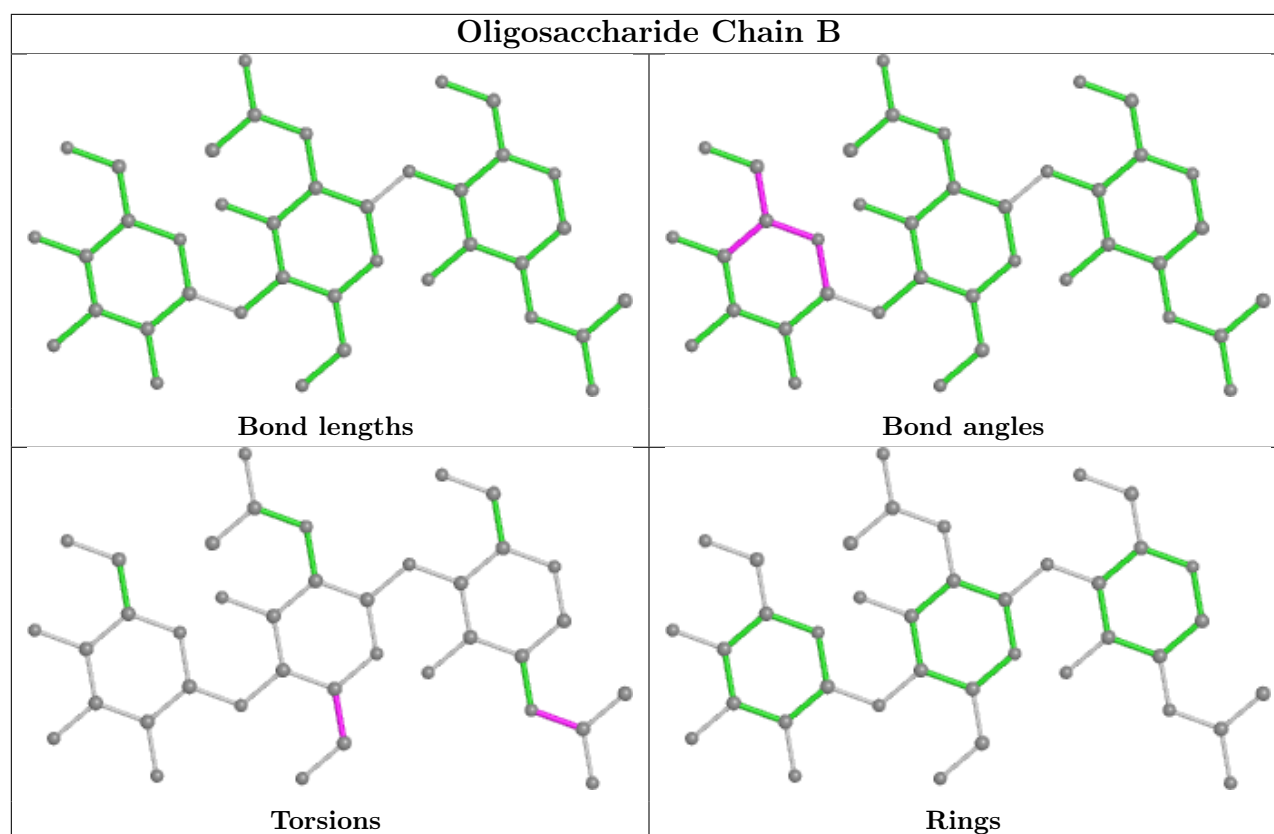 Oligosaccharide Chain B
Bond lengths
Bond angles
Torsions
Rings